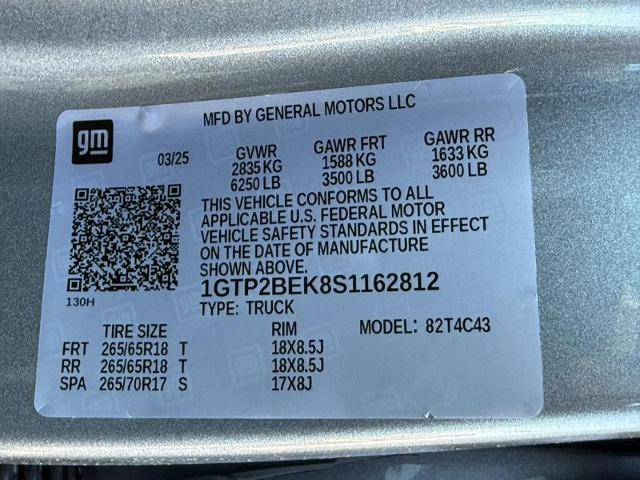 MFD BY GENERAL MOTORS LLC
gm
03/25
GVWR GAWR FRT GAWR RR
2835 KG 1588 KG 1633 KG
6250 LB 3500 LB 3600 LB
THIS VEHICLE CONFORMS TO ALL
APPLICABLE U.S. FEDERAL MOTOR
VEHICLE SAFETY STANDARDS IN EFFECT
ON THE DATE OF MANUFACTURE
SHOWN ABOVE.
130H
1GTP2BEK8S1162812
TYPE: TRUCK
TIRE SIZE RIM MODEL: 82T4C43
FRT 265/65R18 T 18X8.5J
RR 265/65R18 T 18X8.5J
SPA 265/70R17 S 17X8J